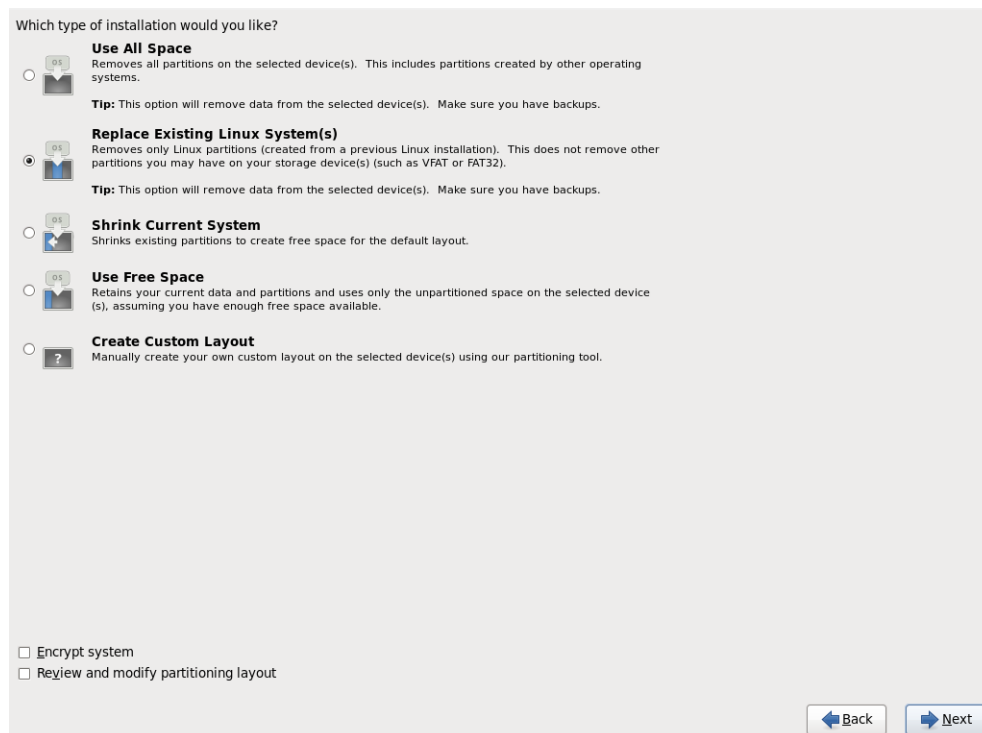 Which type of installation would you like?
OS
Use All Space
Removes all partitions on the selected device(s).  This includes partitions created by other operating
systems.
Tip: This option will remove data from the selected device(s).  Make sure you have backups.
OS
Replace Existing Linux System(s)
Removes only Linux partitions (created from a previous Linux installation).  This does not remove other
partitions you may have on your storage device(s) (such as VFAT or FAT32).
Tip: This option will remove data from the selected device(s).  Make sure you have backups.
OS
Shrink Current System
Shrinks existing partitions to create free space for the default layout.
OS
Use Free Space
Retains your current data and partitions and uses only the unpartitioned space on the selected device
(s), assuming you have enough free space available.
?
Create Custom Layout
Manually create your own custom layout on the selected device(s) using our partitioning tool.
Encrypt system
Review and modify partitioning layout
Back
Next